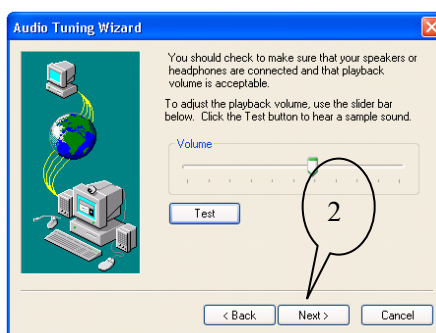 Audio Tuning Wizard
You should check to make sure that your speakers or
headphones are connected and that playback
volume is acceptable.
To adjust the playback volume, use the slider bar
below. Click the Test button to hear a sample sound.
Volume
Test
2
< Back
Next >
Cancel